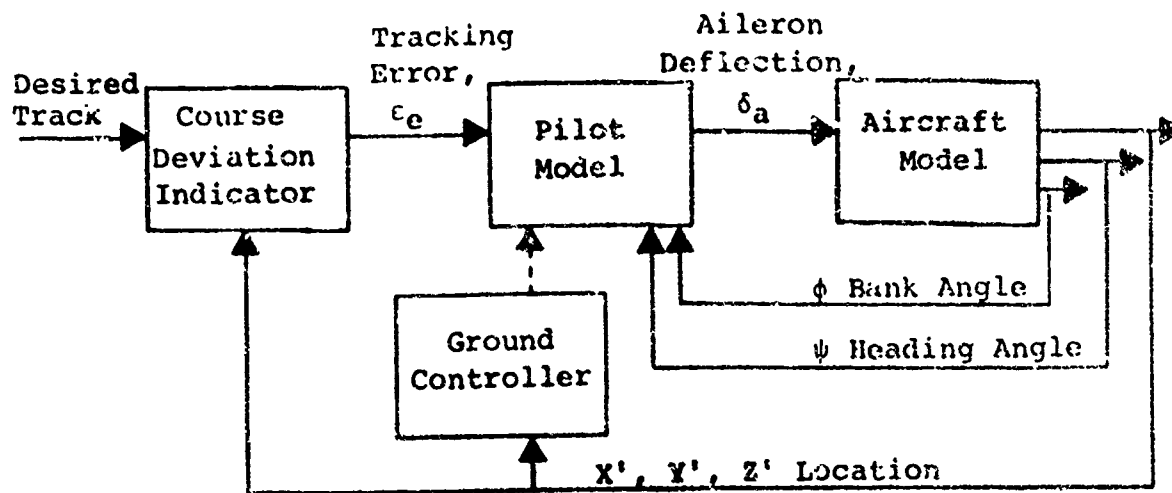 Desired
Track
Course
Deviation
Indicator
Tracking
Error,
εe
Pilot
Model
Aileron
Deflection,
δa
Aircraft
Model
Ground
Controller
ϕ Bank Angle
ψ Heading Angle
X', Y', Z' Location